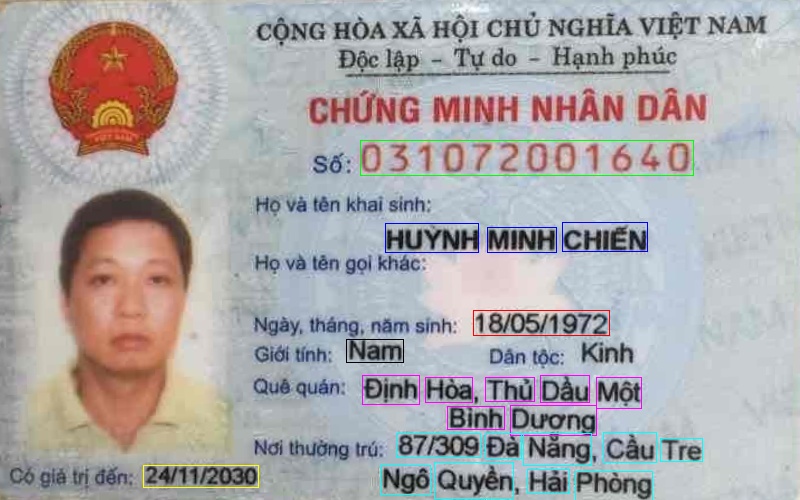 CỘNG HÒA XÃ HỘI CHỦ NGHĨA VIỆT NAM
Độc lập - Tự do - Hạnh phúc
CHỨNG MINH NHÂN DÂN
Số: 031072001640
Họ và tên khai sinh:
HUỲNH MINH CHIẾN
Họ và tên gọi khác:
Ngày, tháng, năm sinh: 18/05/1972
Giới tính: Nam Dân tộc: Kinh
Quê quán: Định Hòa, Thủ Dầu Một
Bình Dương
Nơi thường trú: 87/309 Đà Nẵng, Cầu Tre
Ngô Quyền, Hải Phòng
Có giá trị đến: 24/11/2030